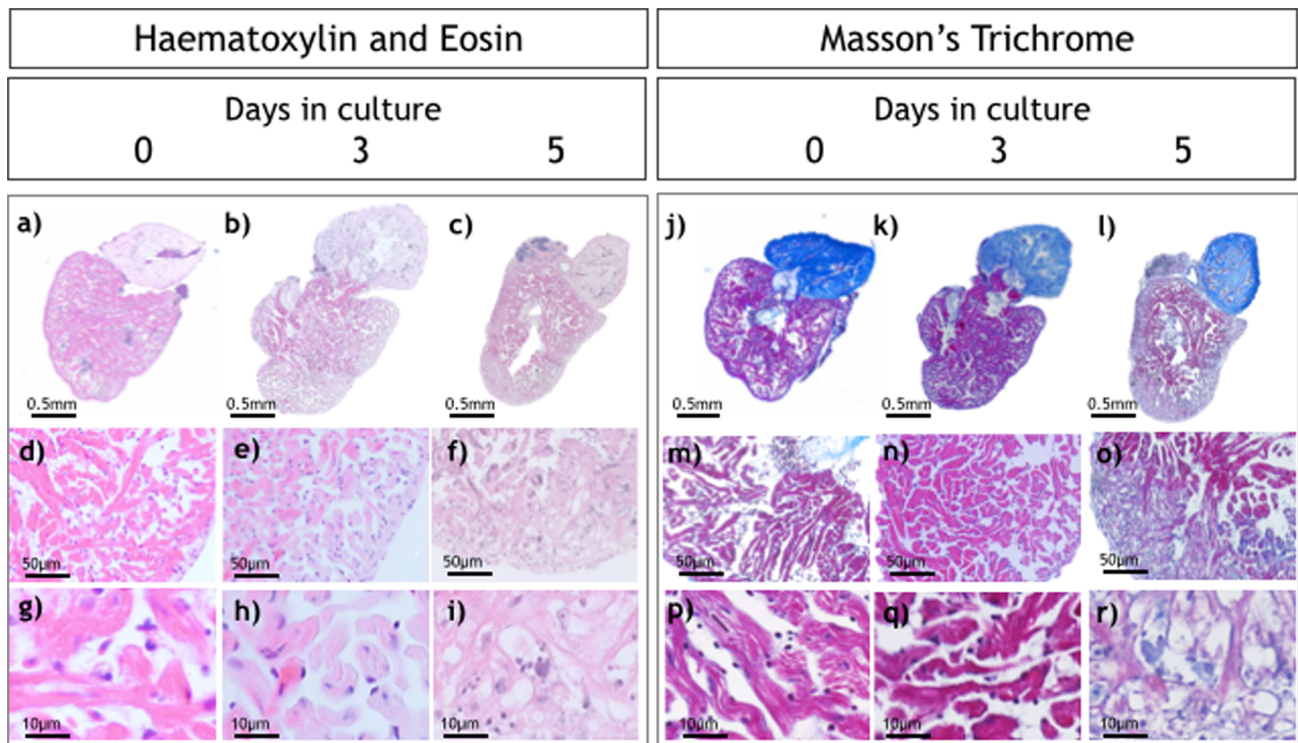 Haematoxylin and Eosin
Days in culture
0 3 5
a) b) c)
0.5mm 0.5mm 0.5mm
d) e) f)
50µm 50µm 50µm
g) h) i)
10µm 10µm 10µm
Masson's Trichrome
Days in culture
0 3 5
j) k) l)
0.5mm 0.5mm 0.5mm
m) n) o)
50µm 50µm 50µm
p) q) r)
10µm 10µm 10µm